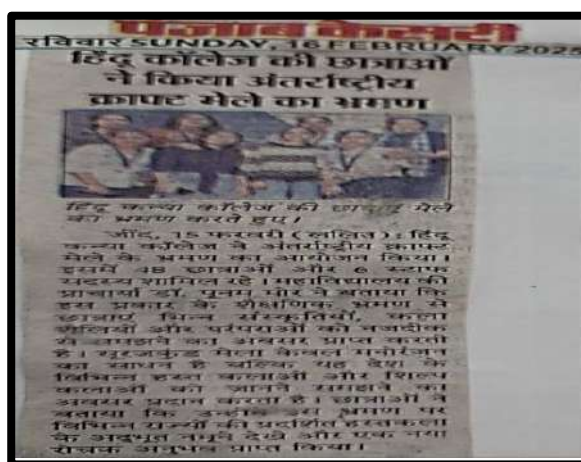 पंजाब केसरी
रविवार SUNDAY, 16 FEBRUARY 2025
हिंदू कॉलेज की छात्राओं
ने किया अंतर्राष्ट्रीय
क्राफ्ट मेले का भ्रमण
हिंदू कन्या कॉलेज की छात्राएं मेले
का भ्रमण करते हुए।
जींद, 15 फरवरी (ललित) : हिंदू
कन्या कॉलेज ने अंतर्राष्ट्रीय क्राफ्ट
मेले के भ्रमण का आयोजन किया।
इसमें 48 छात्राओं और 6 स्टाफ
सदस्य शामिल रहे। महाविद्यालय की
प्राचार्या डॉ. पूनम मोर ने बताया कि
इस प्रकार के शैक्षणिक भ्रमण से
छात्राएं भिन्न संस्कृतियों, कला
शैलियों और परंपराओं को नजदीक
से समझने का अवसर प्राप्त करती
है। सूरजकुंड मेला केवल मनोरंजन
का साधन है बल्कि यह देश के
विभिन्न हस्त कलाओं और शिल्प
कलाओं को जानने समझने का
अवसर प्रदान करता है। छात्राओं ने
बताया कि उन्होंने इस भ्रमण पर
विभिन्न राज्यों की प्रदर्शित हस्तकला
के अद्भुत नमूने देखे और एक नया
रोचक अनुभव प्राप्त किया।